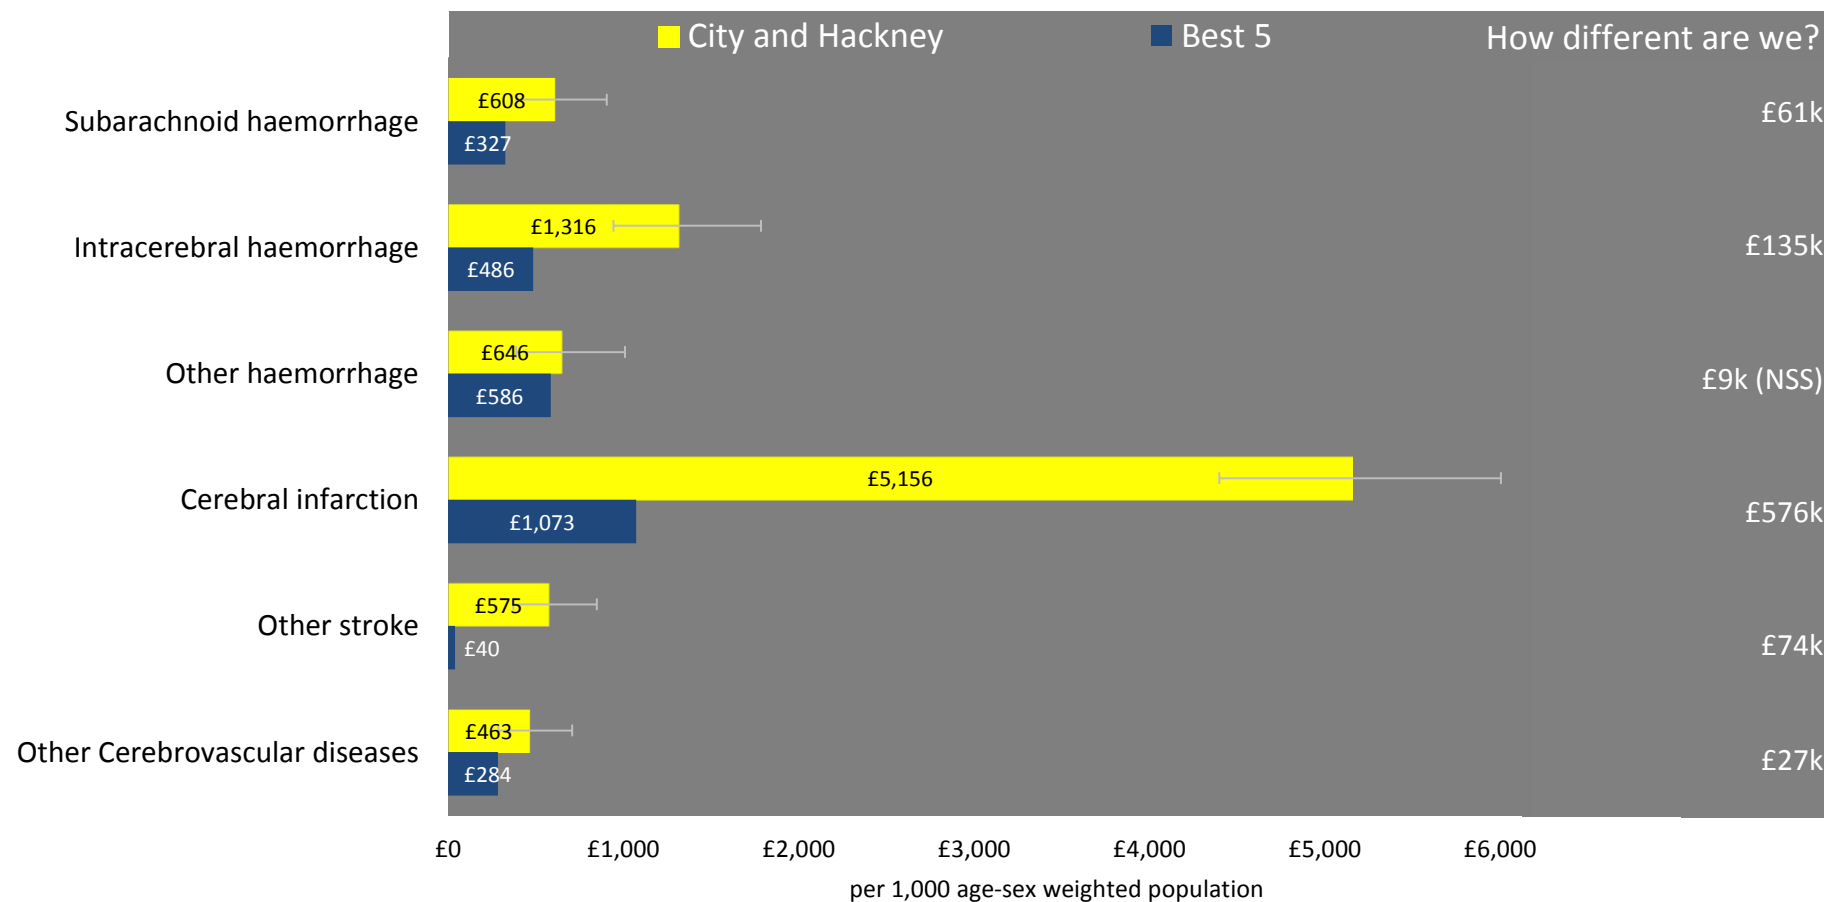 City and Hackney
Best 5
How different are we?
Subarachnoid haemorrhage
£608
£327
£61k
Intracerebral haemorrhage
£1,316
£486
£135k
Other haemorrhage
£646
£586
£9k (NSS)
Cerebral infarction
£5,156
£1,073
£576k
Other stroke
£575
£40
£74k
Other Cerebrovascular diseases
£463
£284
£27k
£0 £1,000 £2,000 £3,000 £4,000 £5,000 £6,000
per 1,000 age-sex weighted population